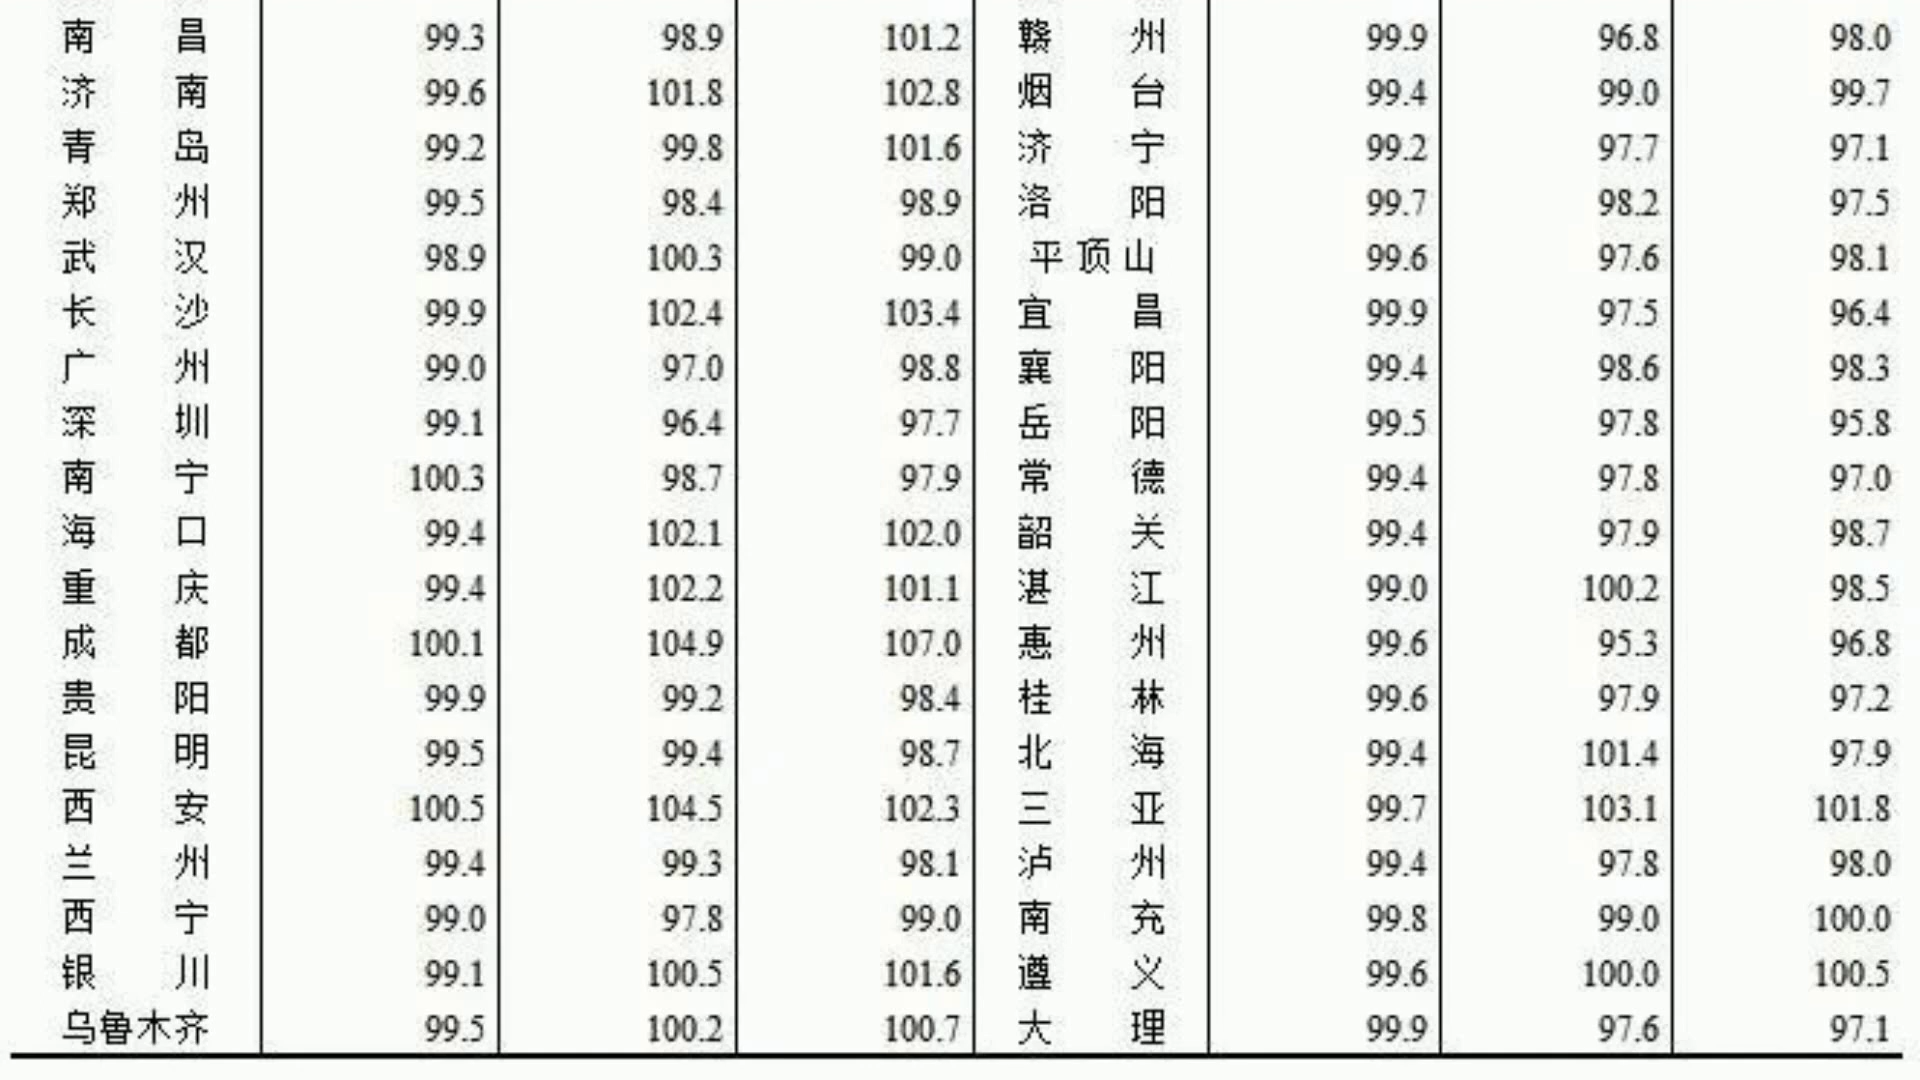 南昌 99.3 98.9 101.2 赣州 99.9 96.8 98.0
济南 99.6 101.8 102.8 烟台 99.4 99.0 99.7
青岛 99.2 99.8 101.6 济宁 99.2 97.7 97.1
郑州 99.5 98.4 98.9 洛阳 99.7 98.2 97.5
武汉 98.9 100.3 99.0 平顶山 99.6 97.6 98.1
长沙 99.9 102.4 103.4 宜昌 99.9 97.5 96.4
广州 99.0 97.0 98.8 襄阳 99.4 98.6 98.3
深圳 99.1 96.4 97.7 岳阳 99.5 97.8 95.8
南宁 100.3 98.7 97.9 常德 99.4 97.8 97.0
海口 99.4 102.1 102.0 韶关 99.4 97.9 98.7
重庆 99.4 102.2 101.1 湛江 99.0 100.2 98.5
成都 100.1 104.9 107.0 惠州 99.6 95.3 96.8
贵阳 99.9 99.2 98.4 桂林 99.6 97.9 97.2
昆明 99.5 99.4 98.7 北海 99.4 101.4 97.9
西安 100.5 104.5 102.3 三亚 99.7 103.1 101.8
兰州 99.4 99.3 98.1 泸州 99.4 97.8 98.0
西宁 99.0 97.8 99.0 南充 99.8 99.0 100.0
银川 99.1 100.5 101.6 遵义 99.6 100.0 100.5
乌鲁木齐 99.5 100.2 100.7 大理 99.9 97.6 97.1